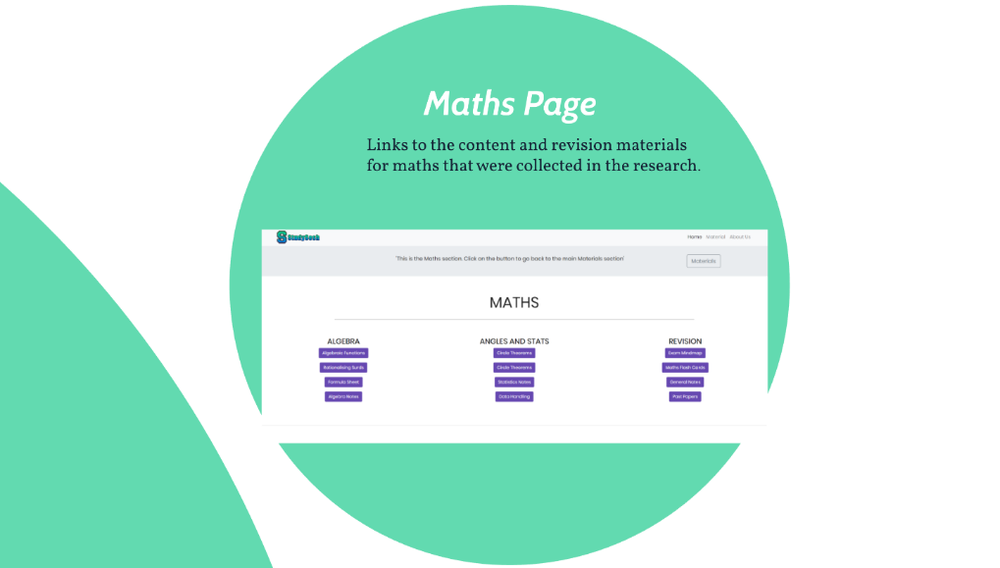 Maths Page
Links to the content and revision materials
for maths that were collected in the research.
StudySesh
Home Material About Us
'This is the Maths section. Click on the button to go back to the main Materials section'
Materials
MATHS
ALGEBRA
Algebraic Functions
Rationalising Surds
Formula Sheet
Algebra Notes
ANGLES AND STATS
Circle Theorems
Circle Theorems
Statistics Notes
Data Handling
REVISION
Exam Mindmap
Maths Flash Cards
General Notes
Past Papers